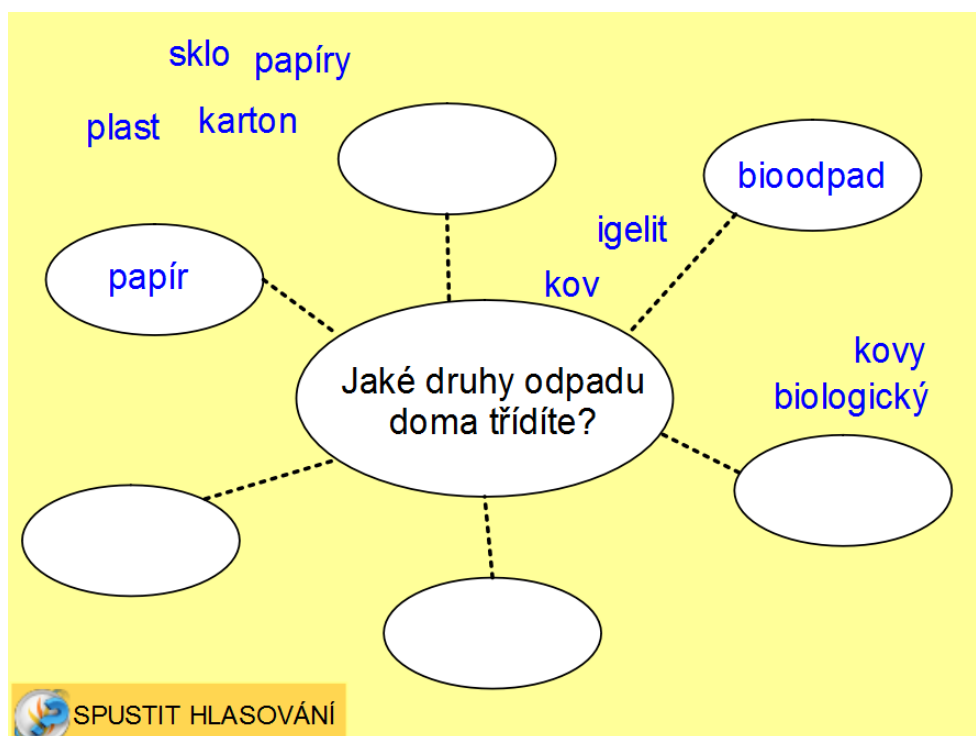 sklo papíry
plast karton
bioodpad
igelit
papír
kov
kovy
biologický
Jaké druhy odpadu
doma třídíte?
SPUSTIT HLASOVÁNÍ